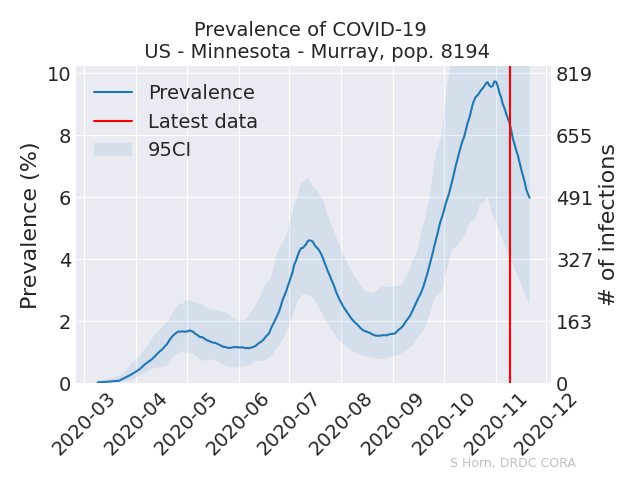 Prevalence of COVID-19
US - Minnesota - Murray, pop. 8194
Prevalence
Latest data
95CI
Prevalence (%)
10
8
6
4
2
0
819
655
491
327
163
0
# of infections
2020-03
2020-04
2020-05
2020-06
2020-07
2020-08
2020-09
2020-10
2020-11
2020-12
S Horn, DRDC CORA